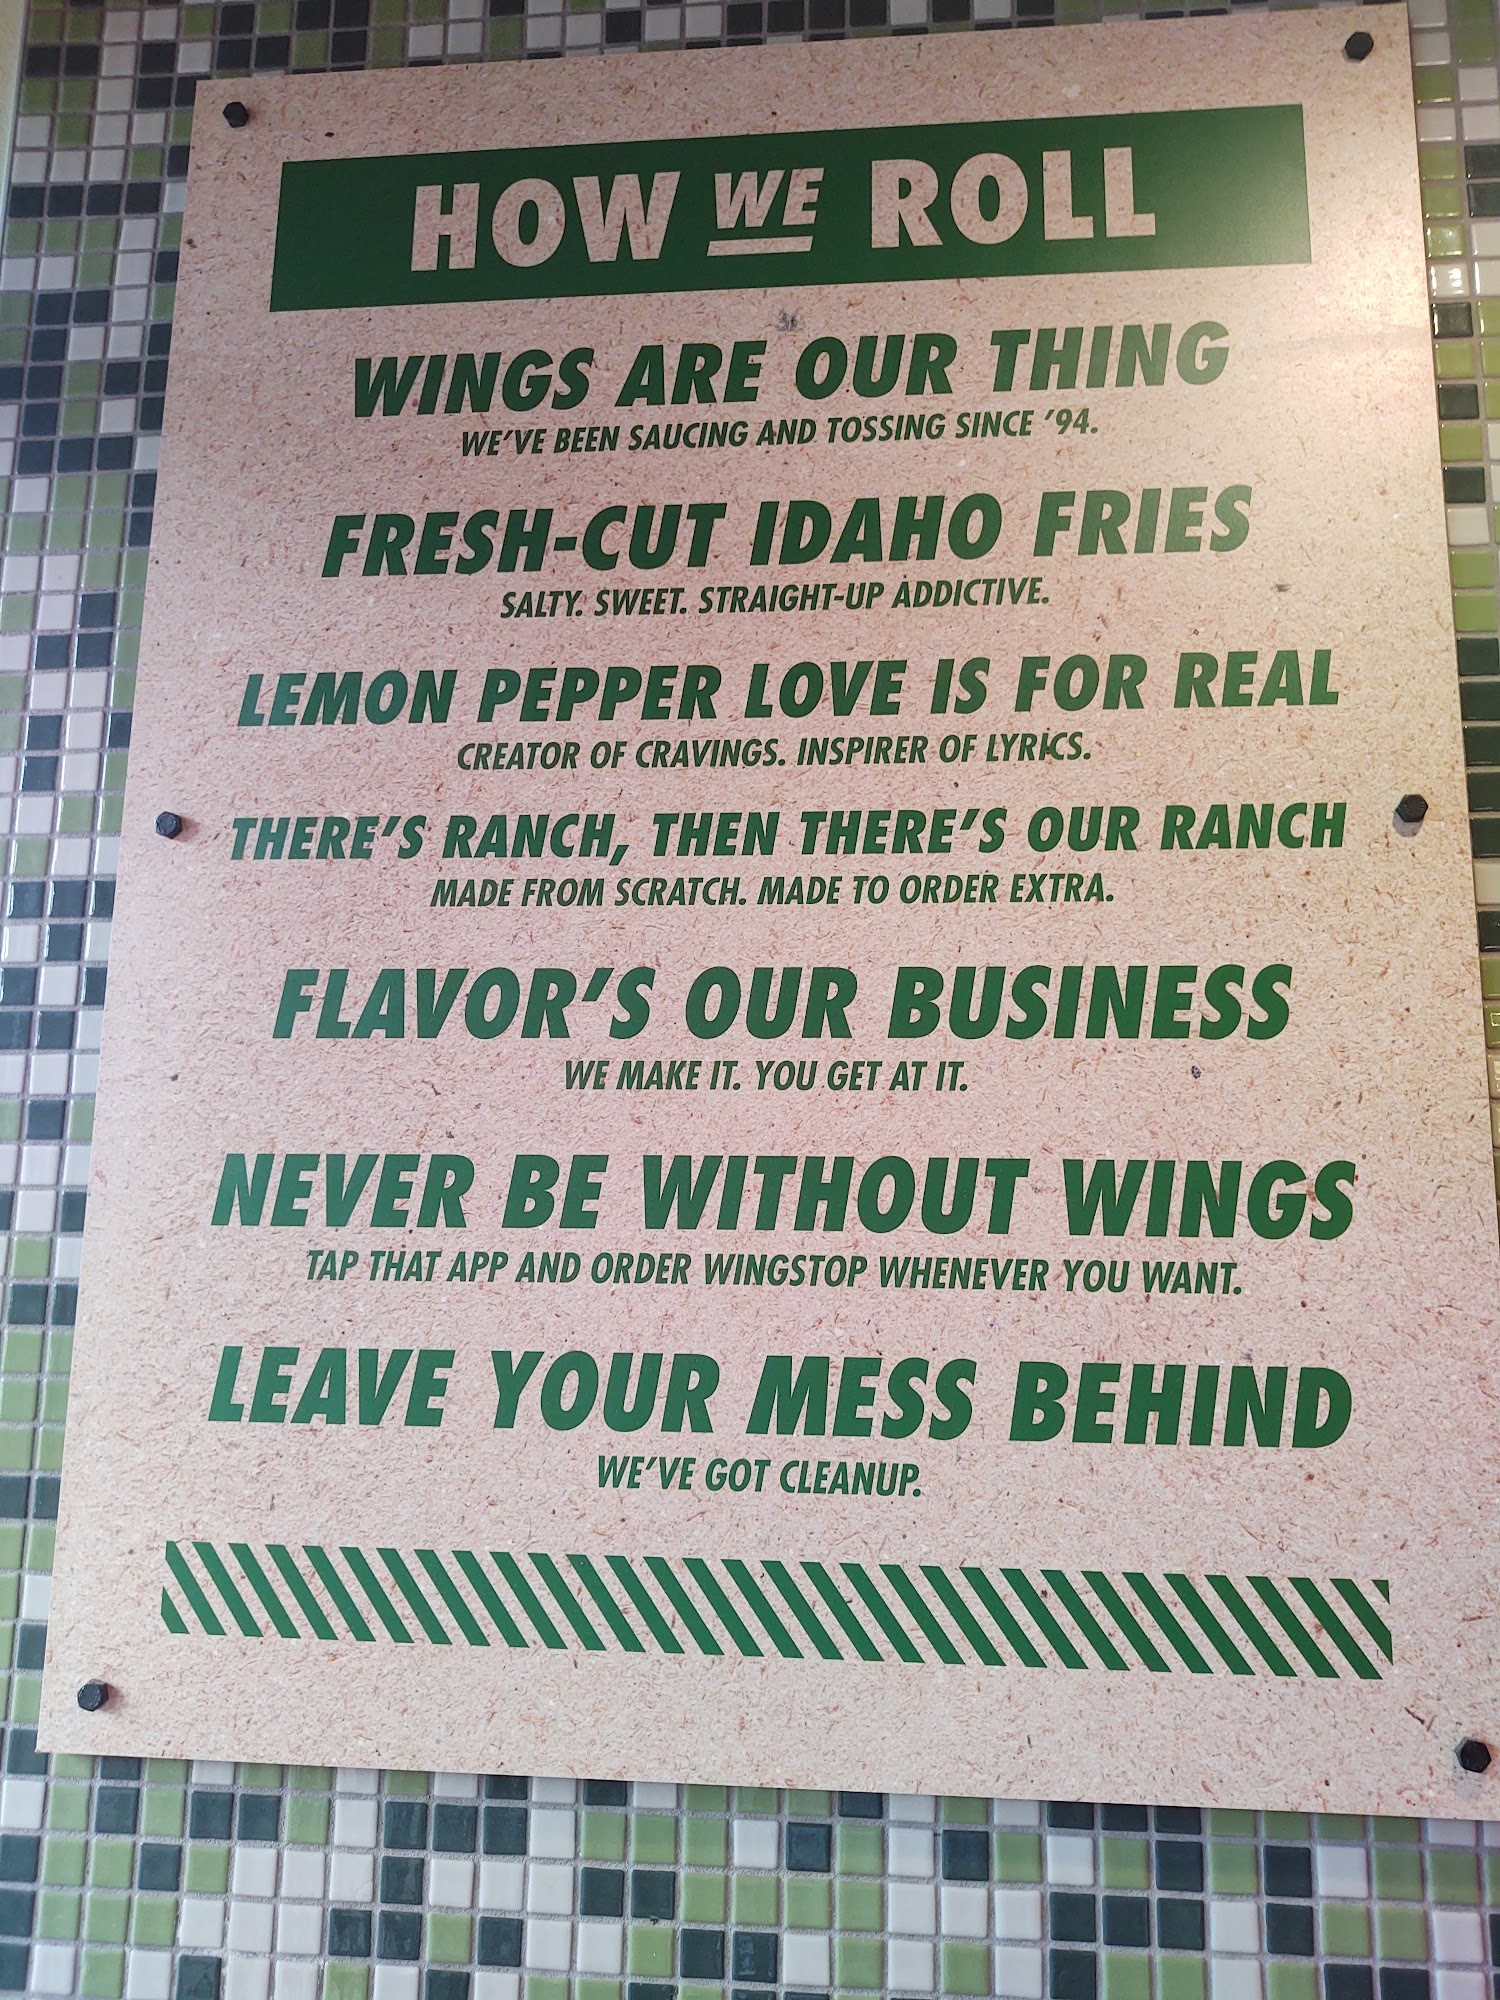 HOW WE ROLL
WINGS ARE OUR THING
WE'VE BEEN SAUCING AND TOSSING SINCE '94.
FRESH-CUT IDAHO FRIES
SALTY. SWEET. STRAIGHT-UP ADDICTIVE.
LEMON PEPPER LOVE IS FOR REAL
CREATOR OF CRAVINGS. INSPIRER OF LYRICS.
THERE'S RANCH, THEN THERE'S OUR RANCH
MADE FROM SCRATCH. MADE TO ORDER EXTRA.
FLAVOR'S OUR BUSINESS
WE MAKE IT. YOU GET AT IT.
NEVER BE WITHOUT WINGS
TAP THAT APP AND ORDER WINGSTOP WHENEVER YOU WANT.
LEAVE YOUR MESS BEHIND
WE'VE GOT CLEANUP.